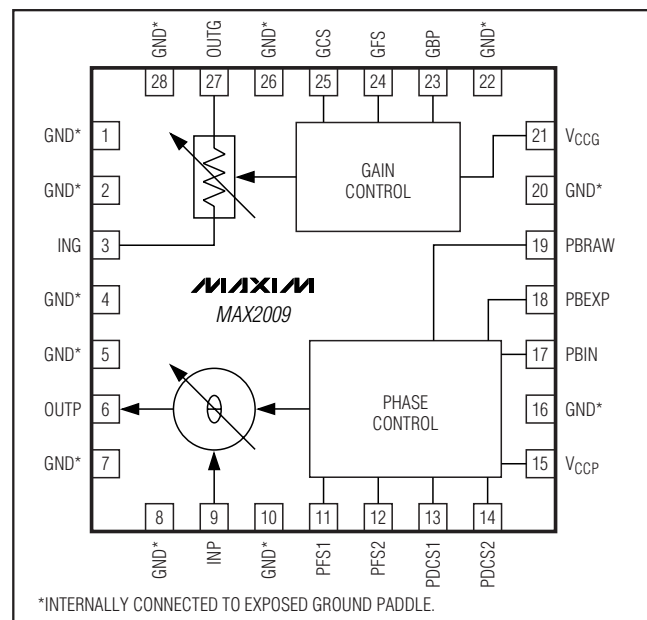 GND*
OUTG
GND*
GCS
GFS
GBP
GND*
28
27
26
25
24
23
22
GND*
1
GND*
2
ING
3
GND*
4
GND*
5
OUTP
6
GND*
7
21
VCCG
20
GND*
19
PBRAW
18
PBEXP
17
PBIN
16
GND*
15
VCCP
GAIN
CONTROL
MAXIM
MAX2009
θ
PHASE
CONTROL
8
9
10
11
12
13
14
GND*
INP
GND*
PFS1
PFS2
PDCS1
PDCS2
*INTERNALLY CONNECTED TO EXPOSED GROUND PADDLE.